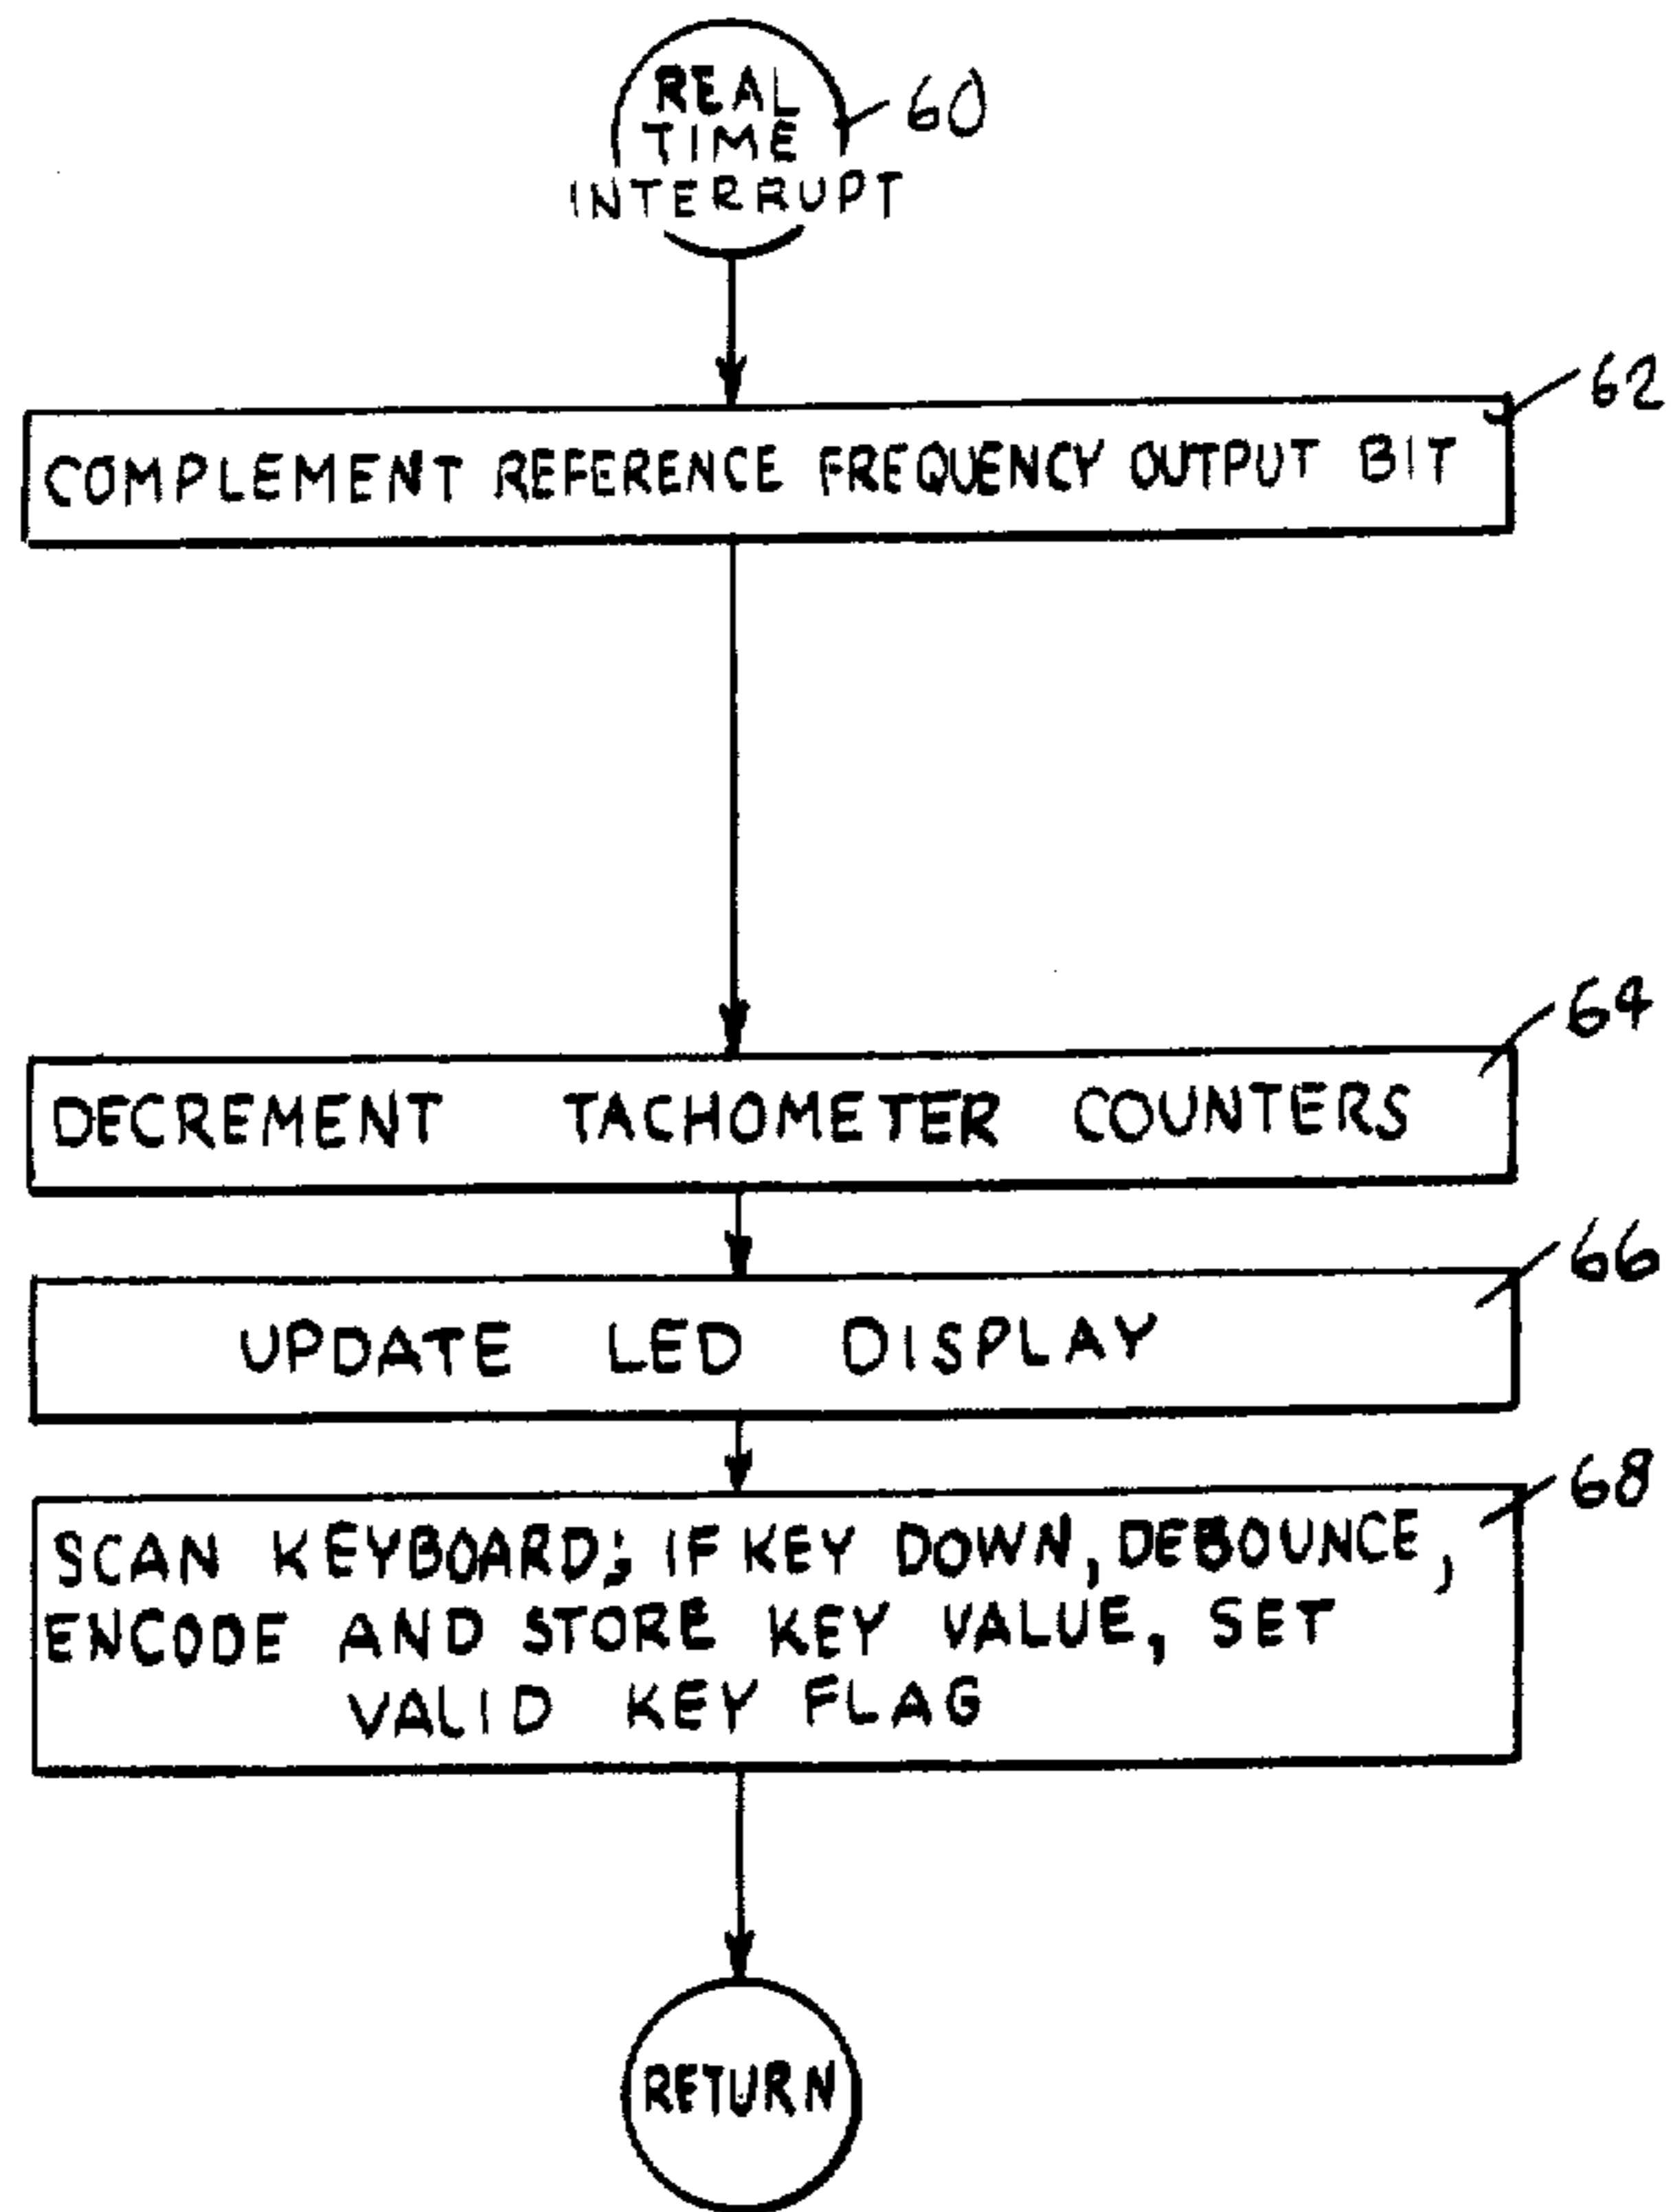 REAL
TIME
INTERRUPT
60
62
COMPLEMENT REFERENCE FREQUENCY OUTPUT BIT
64
DECREMENT TACHOMETER COUNTERS
66
UPDATE LED DISPLAY
68
SCAN KEYBOARD; IF KEY DOWN, DEBOUNCE,
ENCODE AND STORE KEY VALUE, SET
VALID KEY FLAG
RETURN